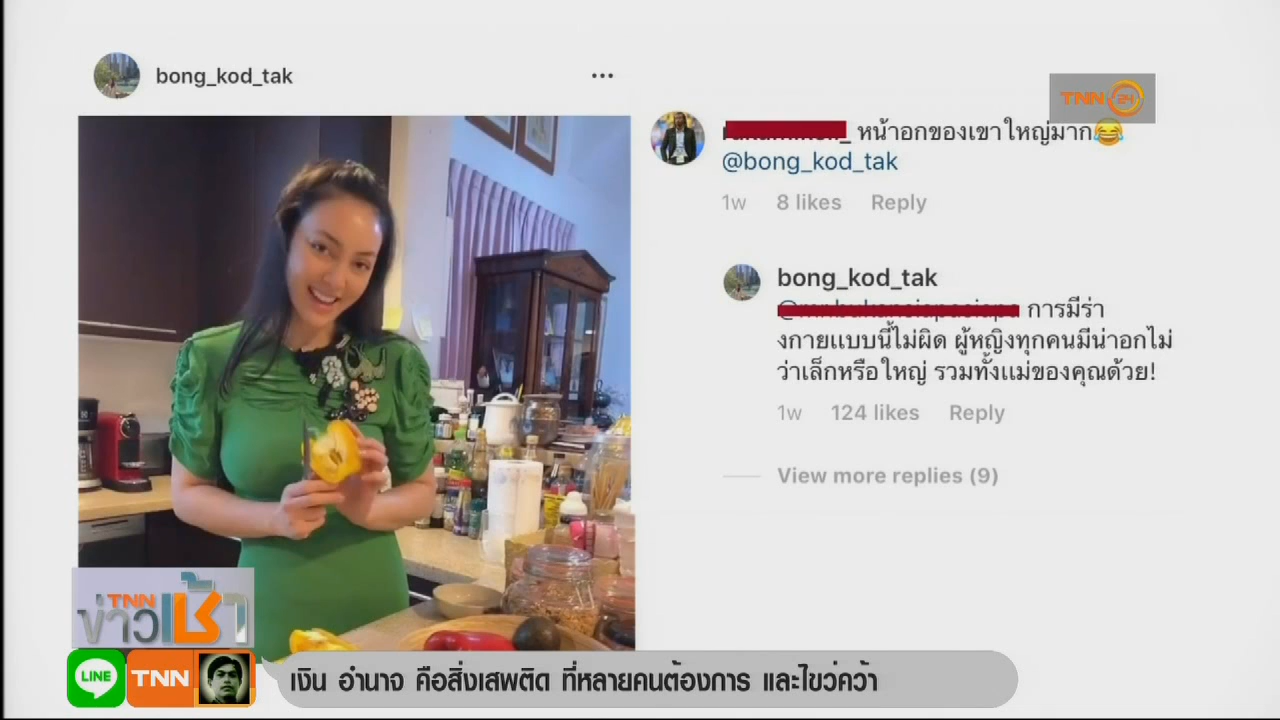 bong_kod_tak
...
TNN 24
หน้าอกของเขาใหญ่มาก😂
@bong_kod_tak
1w 8 likes Reply
bong_kod_tak
การมีร่า
งกายแบบนี้ไม่ผิด ผู้หญิงทุกคนมีน่าอกไม่
ว่าเล็กหรือใหญ่ รวมทั้งแม่ของคุณด้วย!
1w 124 likes Reply
View more replies (9)
TNN
ข่าวเช้า
LINE TNN
เงิน อำนาจ คือสิ่งเสพติด ที่หลายคนต้องการ และไขว่คว้า